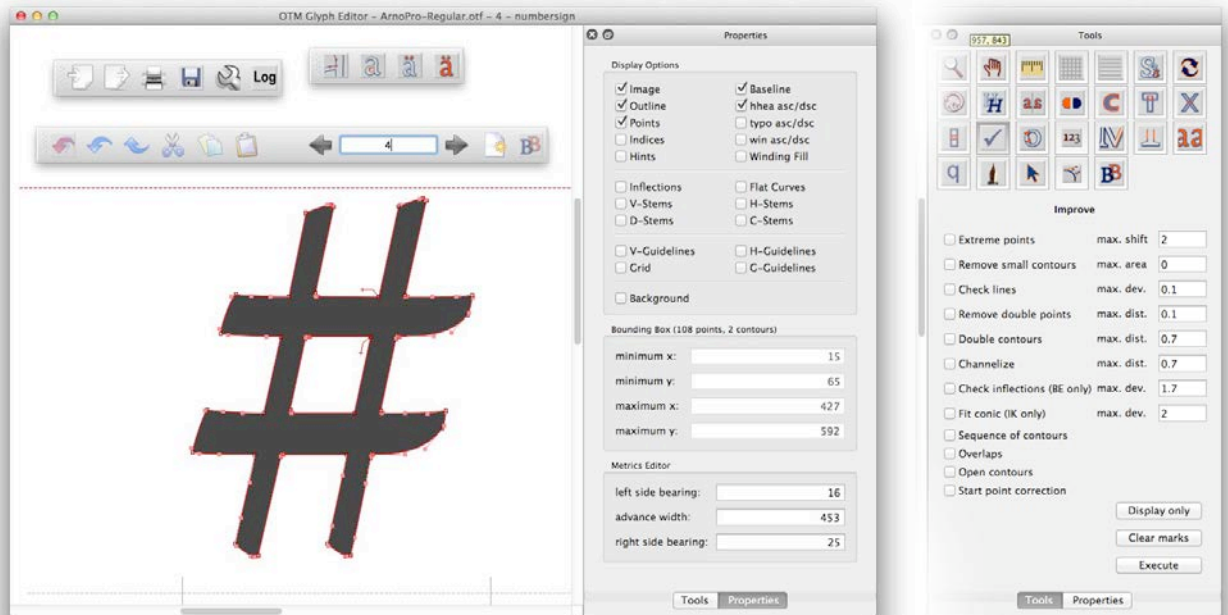 OTM Glyph Editor - ArnoPro-Regular.otf - 4 - numbersign
Log
4
Properties
Display Options
Image
Baseline
Outline
hhea asc/dsc
Points
typo asc/dsc
Indices
win asc/dsc
Hints
Winding Fill
Inflections
Flat Curves
V-Stems
H-Stems
D-Stems
C-Stems
V-Guidelines
H-Guidelines
Grid
G-Guidelines
Background
Bounding Box (108 points, 2 contours)
minimum x: 15
minimum y: 65
maximum x: 427
maximum y: 592
Metrics Editor
left side bearing: 16
advance width: 453
right side bearing: 25
Tools Properties
957, 843
Tools
Improve
Extreme points max. shift 2
Remove small contours max. area 0
Check lines max. dev. 0.1
Remove double points max. dist. 0.1
Double contours max. dist. 0.7
Channelize max. dist. 0.7
Check inflections (BE only) max. dev. 1.7
Fit conic (IK only) max. dev. 2
Sequence of contours
Overlaps
Open contours
Start point correction
Display only
Clear marks
Execute
Tools Properties